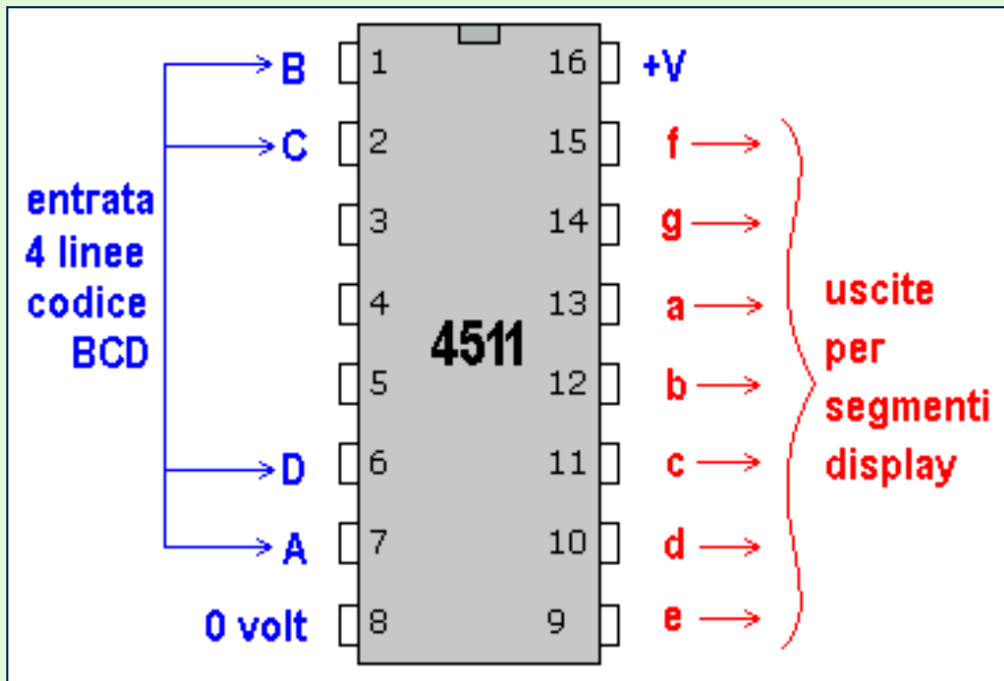 B 1 16 +V
C 2 15 f
3 14 g
4 13 a
5 12 b
D 6 11 c
A 7 10 d
0 volt 8 9 e
entrata
4 linee
codice
BCD
4511
uscite
per
segmenti
display